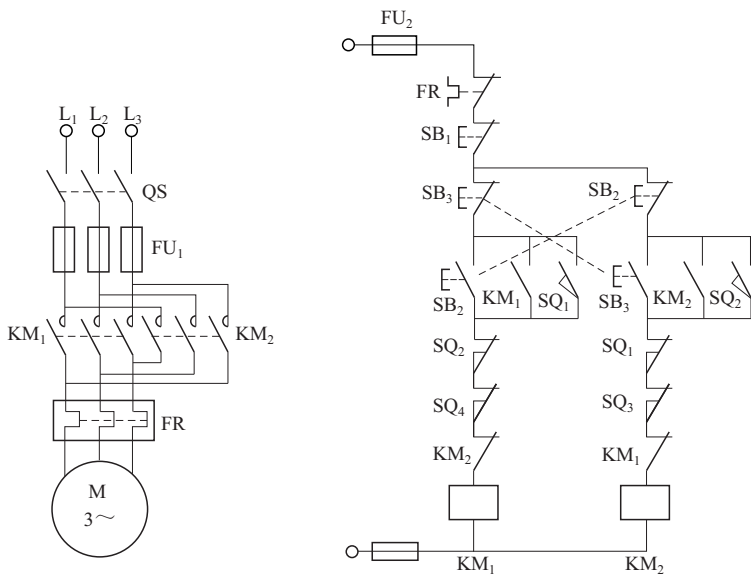 FU₂
FR
SB₁
SB₃
SB₂
L₁ L₂ L₃
QS
FU₁
KM₁
KM₂
FR
M
3～
SB₂
KM₁
SQ₁
SB₃
KM₂
SQ₂
SQ₂
SQ₁
SQ₄
SQ₃
KM₂
KM₁
KM₁
KM₂